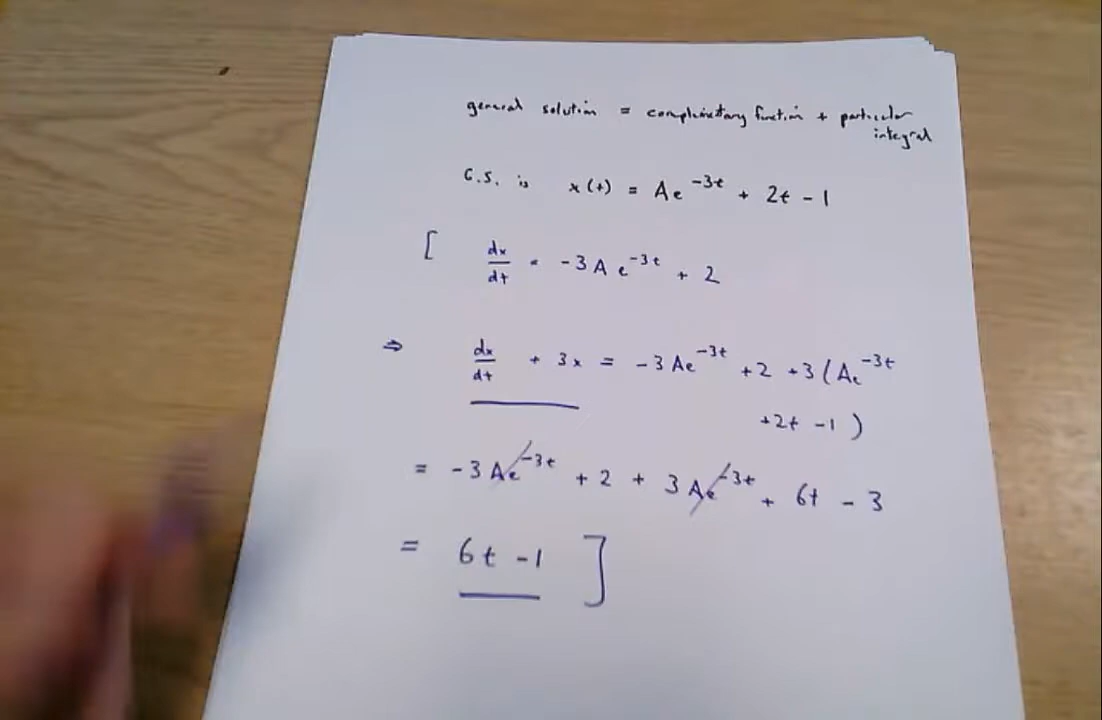 general solution = complimentary function + particular
integral
G.S. is x(t) = Ae^{-3t} + 2t - 1
[ dx/dt = -3Ae^{-3t} + 2
⇒ dx/dt + 3x = -3Ae^{-3t} + 2 + 3(Ae^{-3t}
+2t - 1)
= -3Ae^{-3t} + 2 + 3Ae^{-3t} + 6t - 3
= 6t - 1 ]